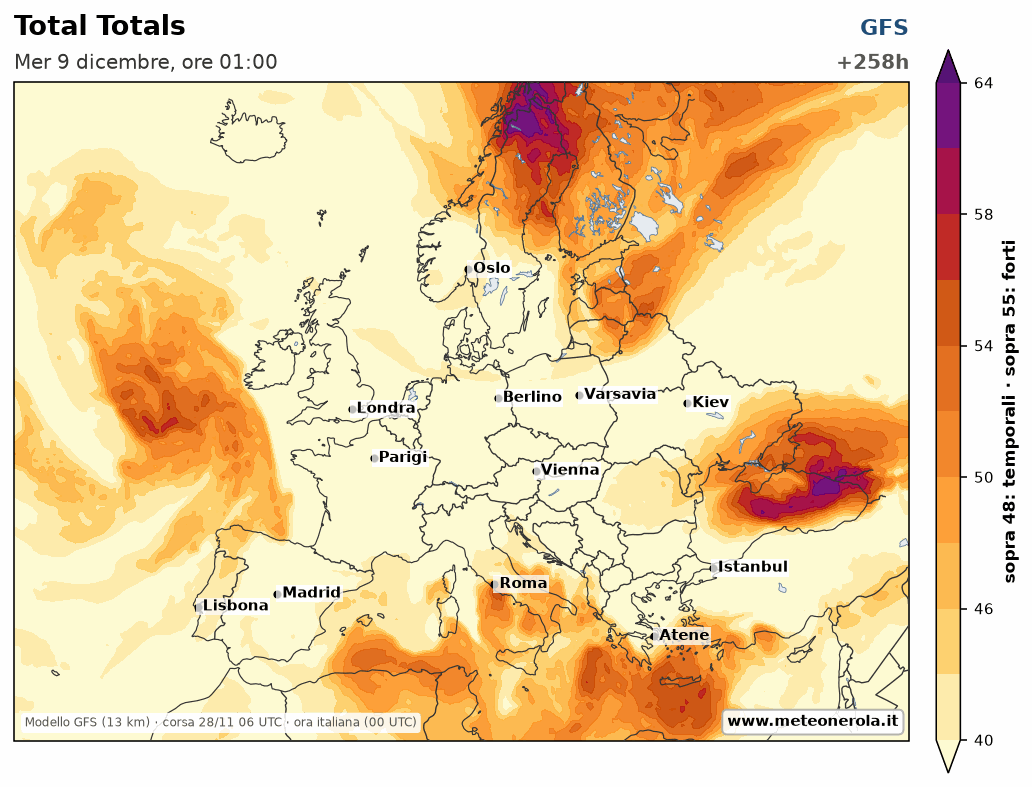 Total Totals
GFS
Mer 9 dicembre, ore 01:00
+258h
64
58
54
50
46
40
sopra 48: temporali · sopra 55: forti
Oslo
Berlino
Varsavia
Kiev
Londra
Parigi
Vienna
Istanbul
Roma
Madrid
Lisbona
Atene
Modello GFS (13 km) · corsa 28/11 06 UTC · ora italiana (00 UTC)
www.meteonerola.it